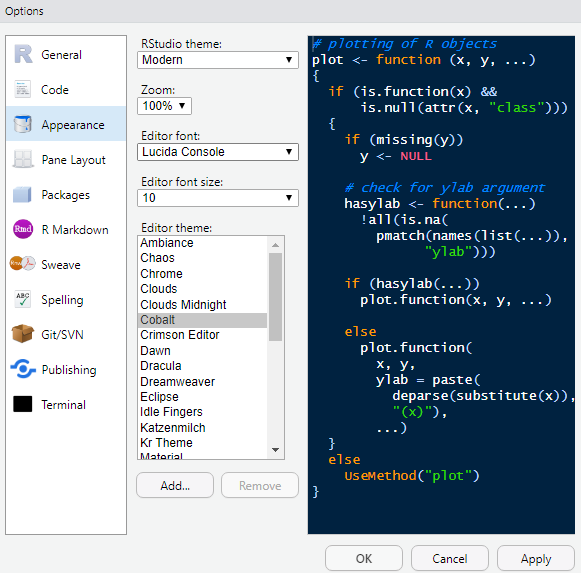 Options
R
General
Code
Appearance
Pane Layout
Packages
Rmd
R Markdown
Sweave
ABC
Spelling
Git/SVN
Publishing
Terminal
RStudio theme:
Modern
Zoom:
100%
Editor font:
Lucida Console
Editor font size:
10
Editor theme:
Ambiance
Chaos
Chrome
Clouds
Clouds Midnight
Cobalt
Crimson Editor
Dawn
Dracula
Dreamweaver
Eclipse
Idle Fingers
Katzenmilch
Kr Theme
Material
Add...
Remove
# plotting of R objects
plot <- function (x, y, ...)
{
  if (is.function(x) &&
      is.null(attr(x, "class")))
  {
    if (missing(y))
      y <- NULL
    # check for ylab argument
    hasylab <- function(...)
      !all(is.na(
        pmatch(names(list(...)),
              "ylab")))
    if (hasylab(...))
      plot.function(x, y, ...)
    else
      plot.function(
        x, y,
        ylab = paste(
          deparse(substitute(x)),
          "(x)"),
        ...)
  }
  else
    UseMethod("plot")
}
OK
Cancel
Apply